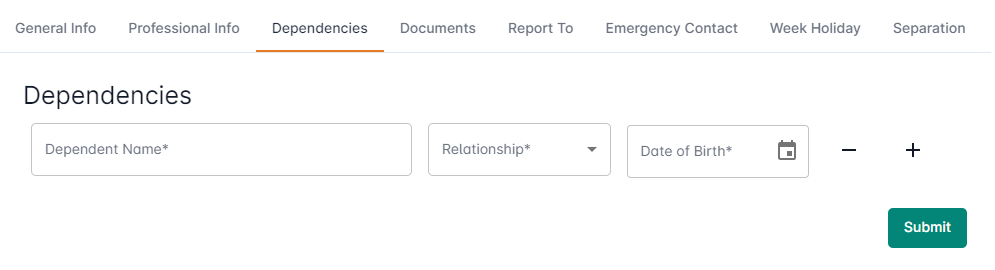 General Info Professional Info Dependencies Documents Report To Emergency Contact Week Holiday Separation
Dependencies
Dependent Name* Relationship* Date of Birth*
Submit